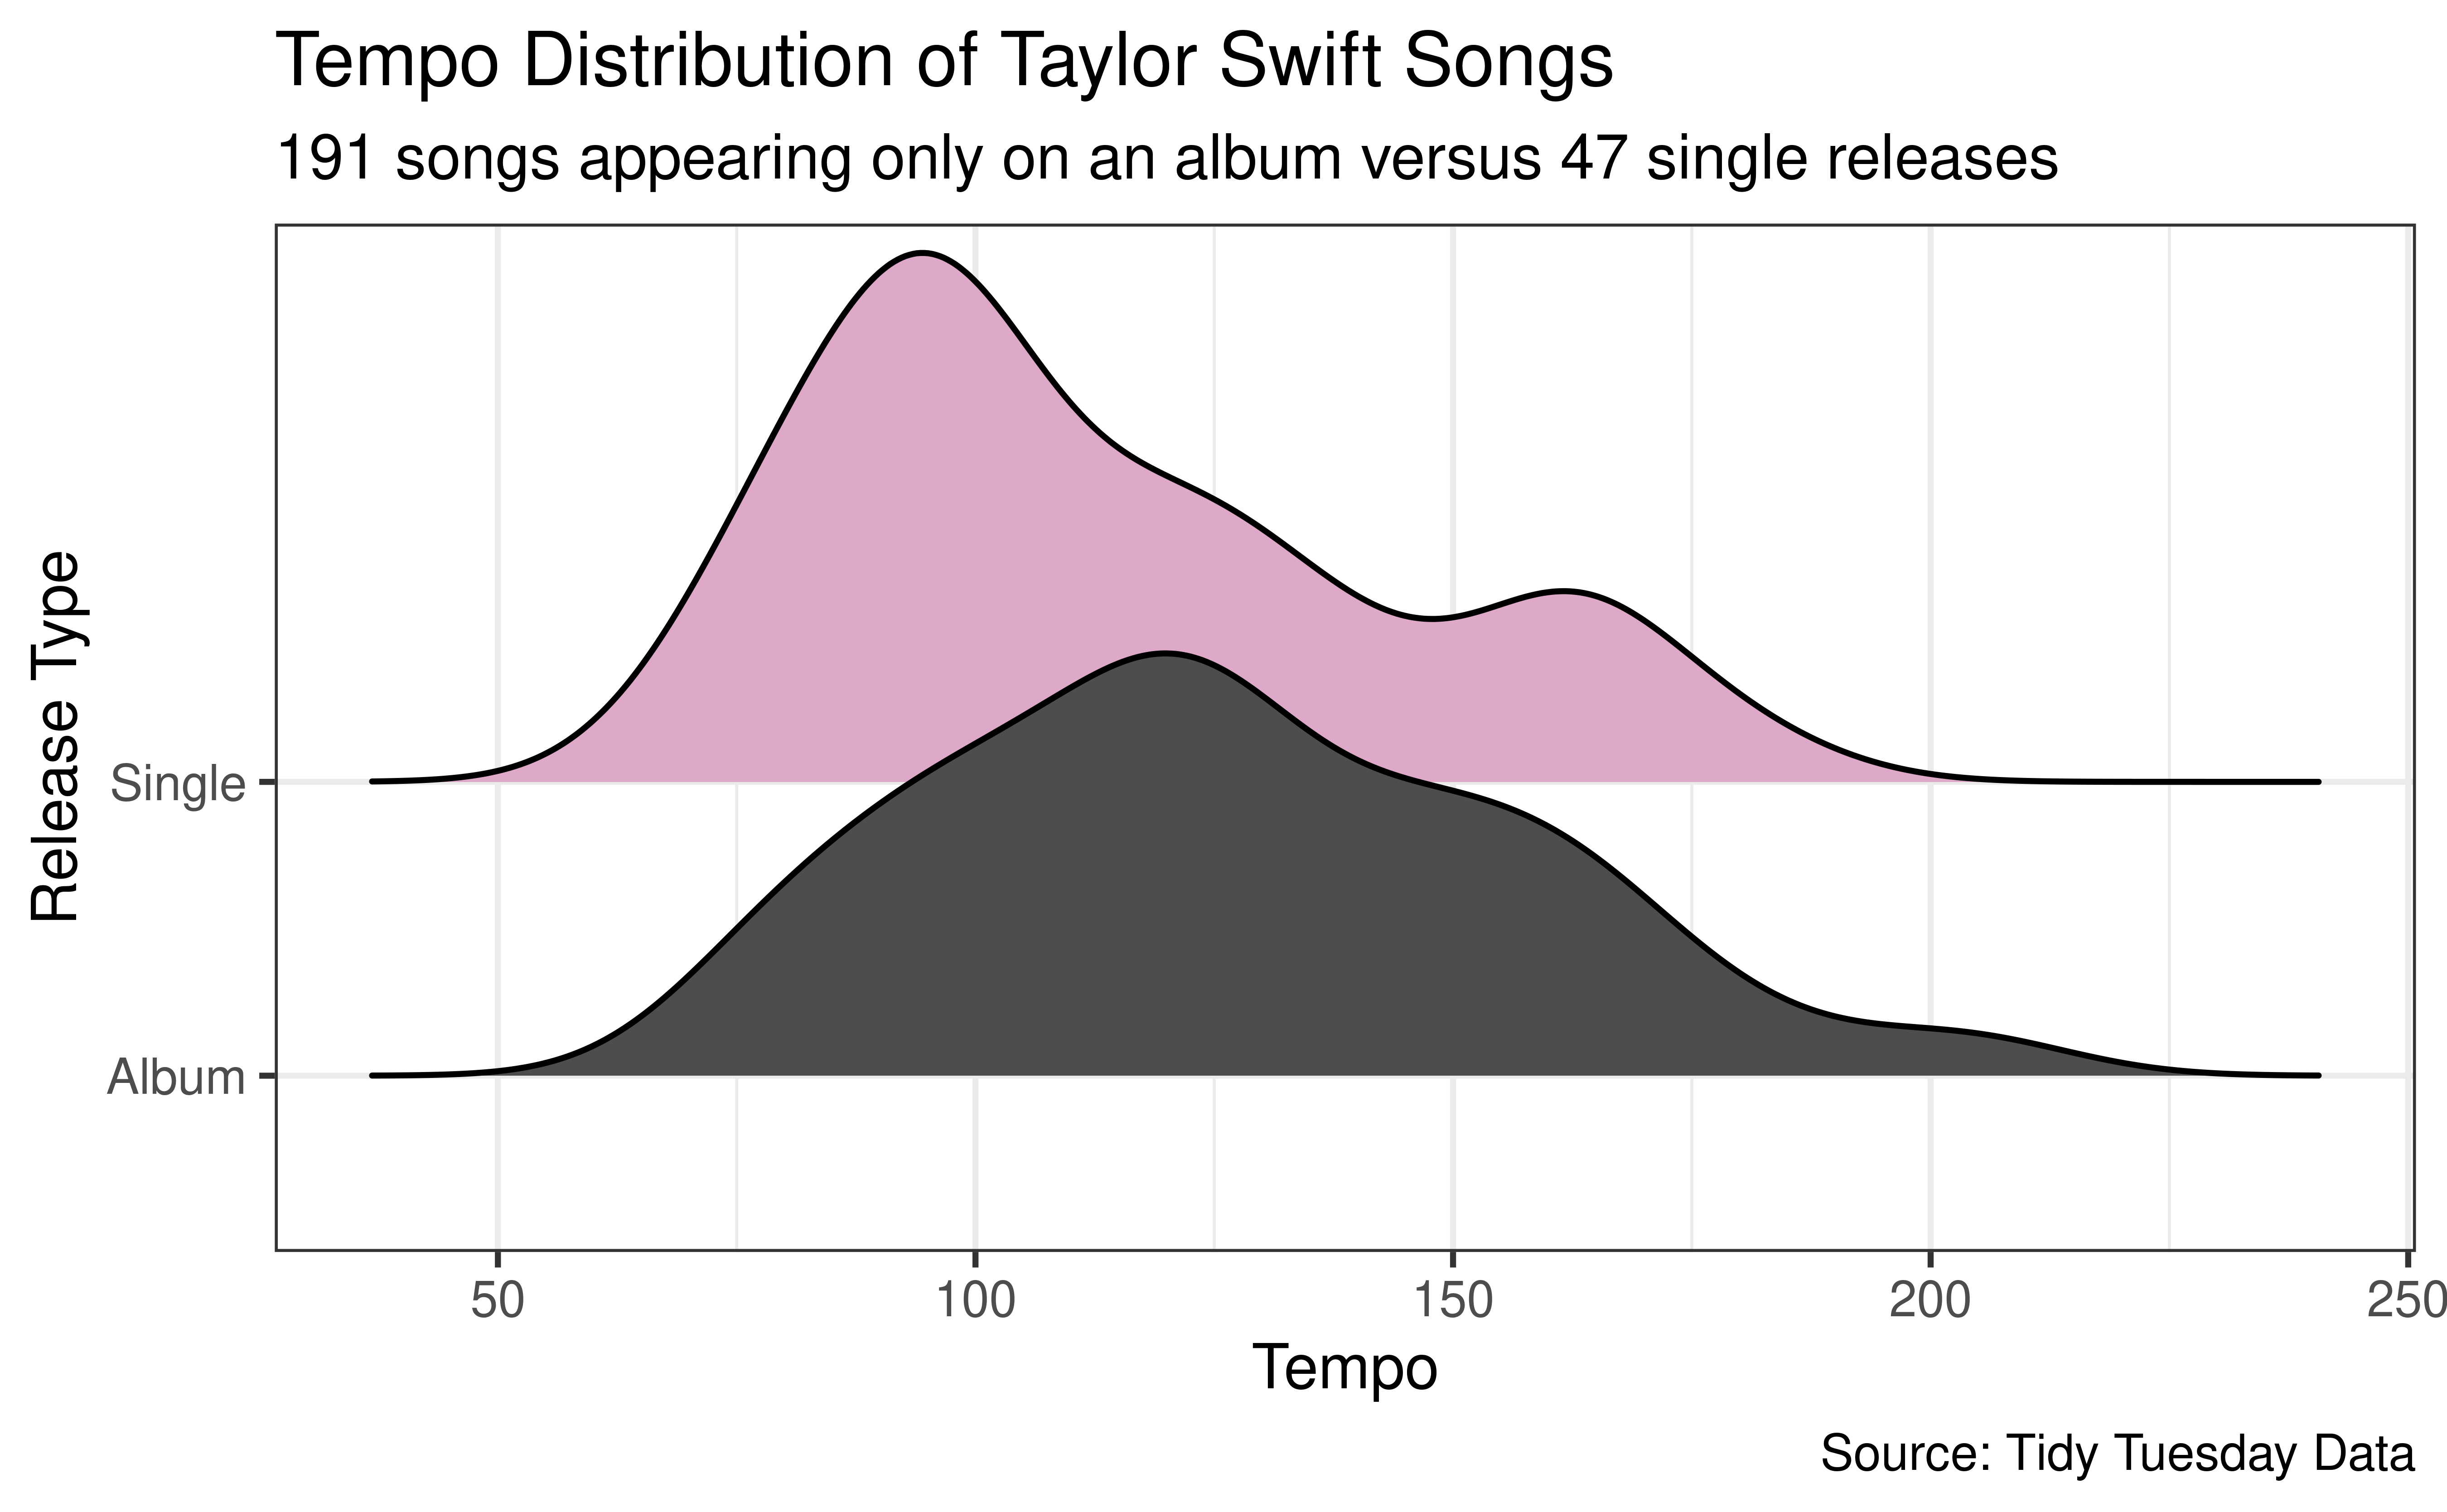 Tempo Distribution of Taylor Swift Songs
191 songs appearing only on an album versus 47 single releases
Release Type
Single
Album
50 100 150 200 250
Tempo
Source: Tidy Tuesday Data